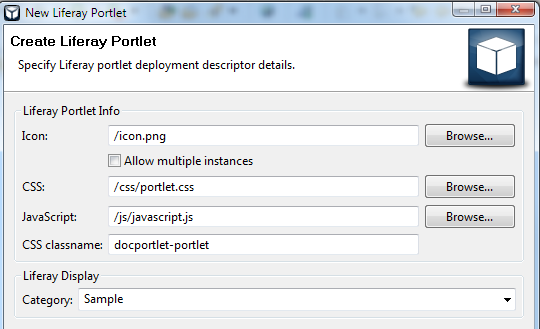 New Liferay Portlet
Create Liferay Portlet
Specify Liferay portlet deployment descriptor details.
Liferay Portlet Info
Icon: /icon.png Browse...
Allow multiple instances
CSS: /css/portlet.css Browse...
JavaScript: /js/javascript.js Browse...
CSS classname: docportlet-portlet
Liferay Display
Category: Sample